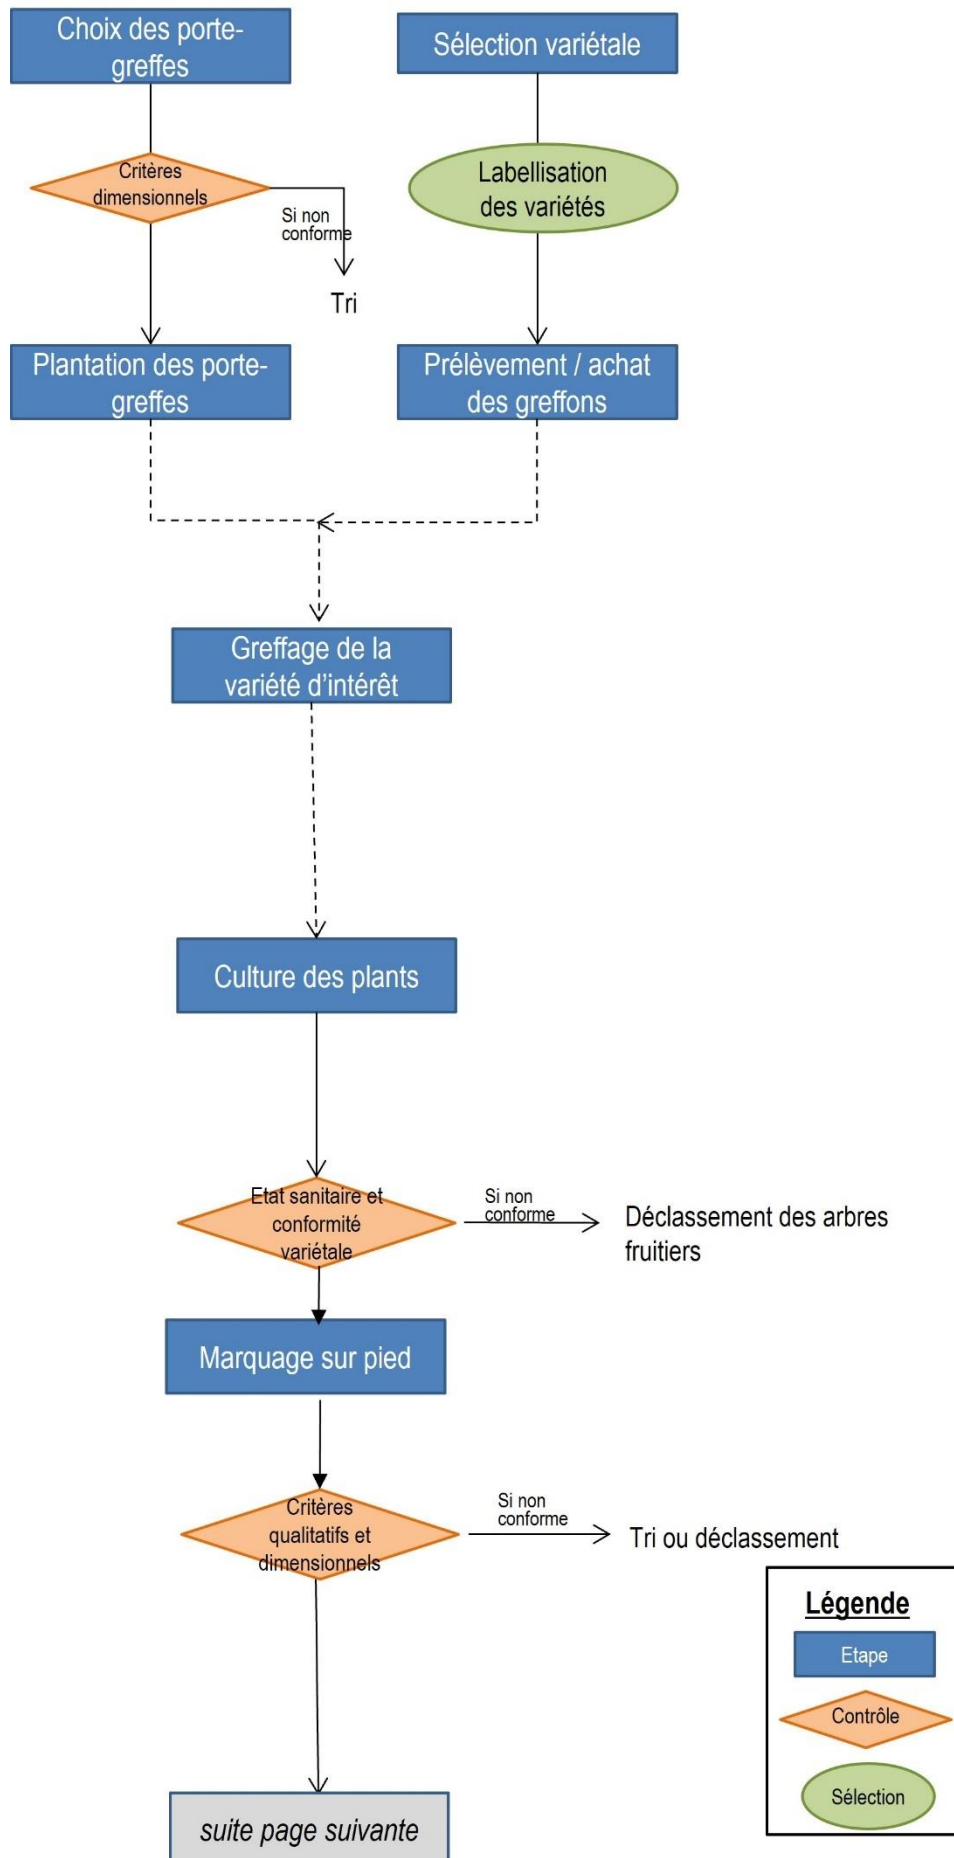 Choix des porte-
greffes
Sélection variétale
Critères
dimensionnels
Si non
conforme
Tri
Labellisation
des variétés
Plantation des porte-
greffes
Prélèvement / achat
des greffons
Greffage de la
variété d'intérêt
Culture des plants
Etat sanitaire et
conformité
variétale
Si non
conforme
Déclassement des arbres
fruitiers
Marquage sur pied
Critères
qualitatifs et
dimensionnels
Si non
conforme
Tri ou déclassement
suite page suivante
Légende
Etape
Contrôle
Sélection